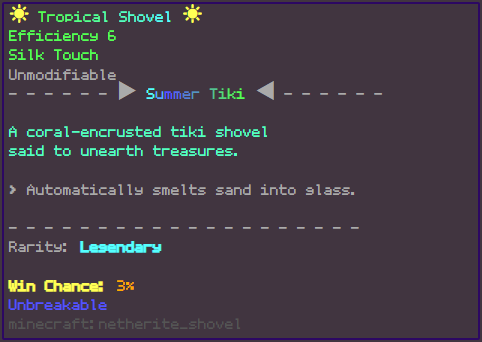 ☀ Tropical Shovel ☀
Efficiency 6
Silk Touch
Unmodifiable
- - - - - - ▶ Summer Tiki ◀ - - - - - -
A coral-encrusted tiki shovel
said to unearth treasures.
> Automatically smelts sand into glass.
- - - - - - - - - - - - - - - - - - - -
Rarity: Legendary
Win Chance: 3%
Unbreakable
minecraft:netherite_shovel